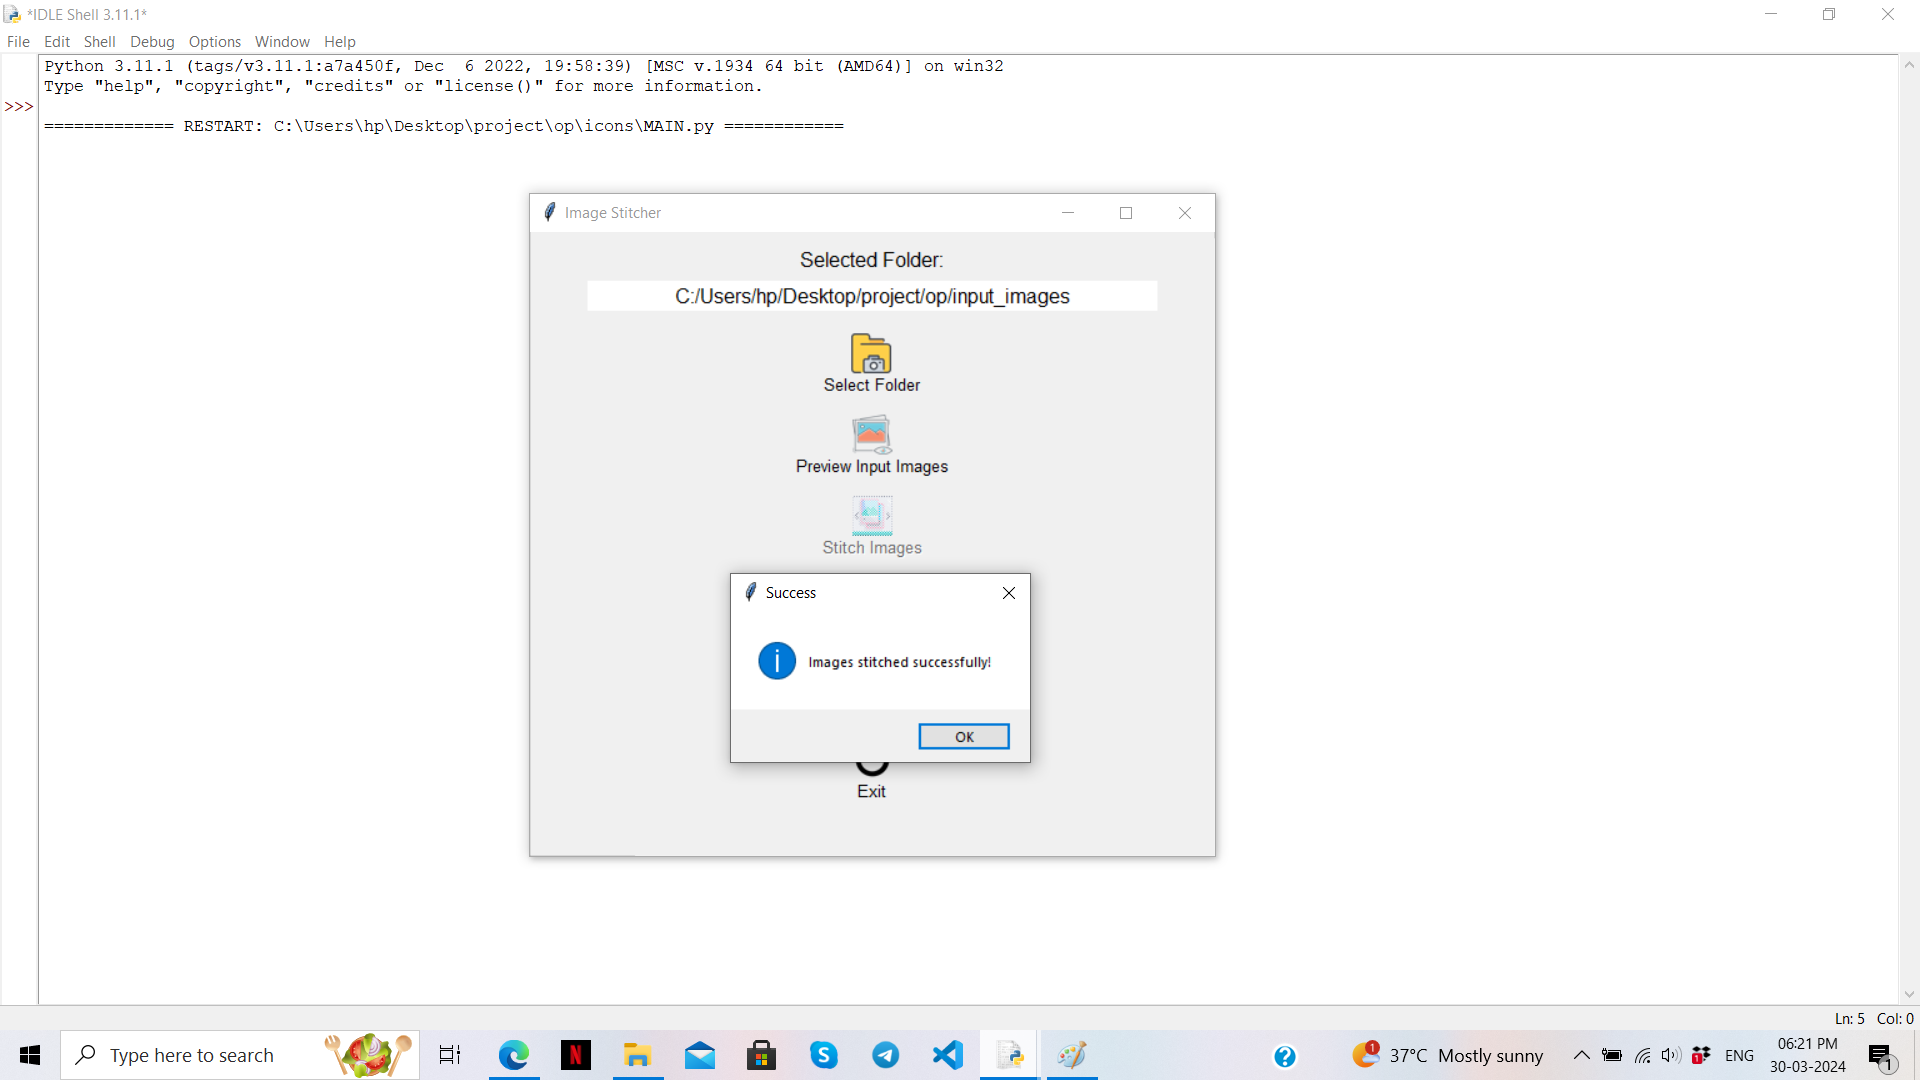 *IDLE Shell 3.11.1*
File Edit Shell Debug Options Window Help
Python 3.11.1 (tags/v3.11.1:a7a450f, Dec  6 2022, 19:58:39) [MSC v.1934 64 bit (AMD64)] on win32
Type "help", "copyright", "credits" or "license()" for more information.
>>>
============= RESTART: C:\Users\hp\Desktop\project\op\icons\MAIN.py ============
Image Stitcher
Selected Folder:
C:/Users/hp/Desktop/project/op/input_images
Select Folder
Preview Input Images
Stitch Images
Success
Images stitched successfully!
OK
Exit
Ln: 5 Col: 0
Type here to search
37°C Mostly sunny
ENG
06:21 PM
30-03-2024
1